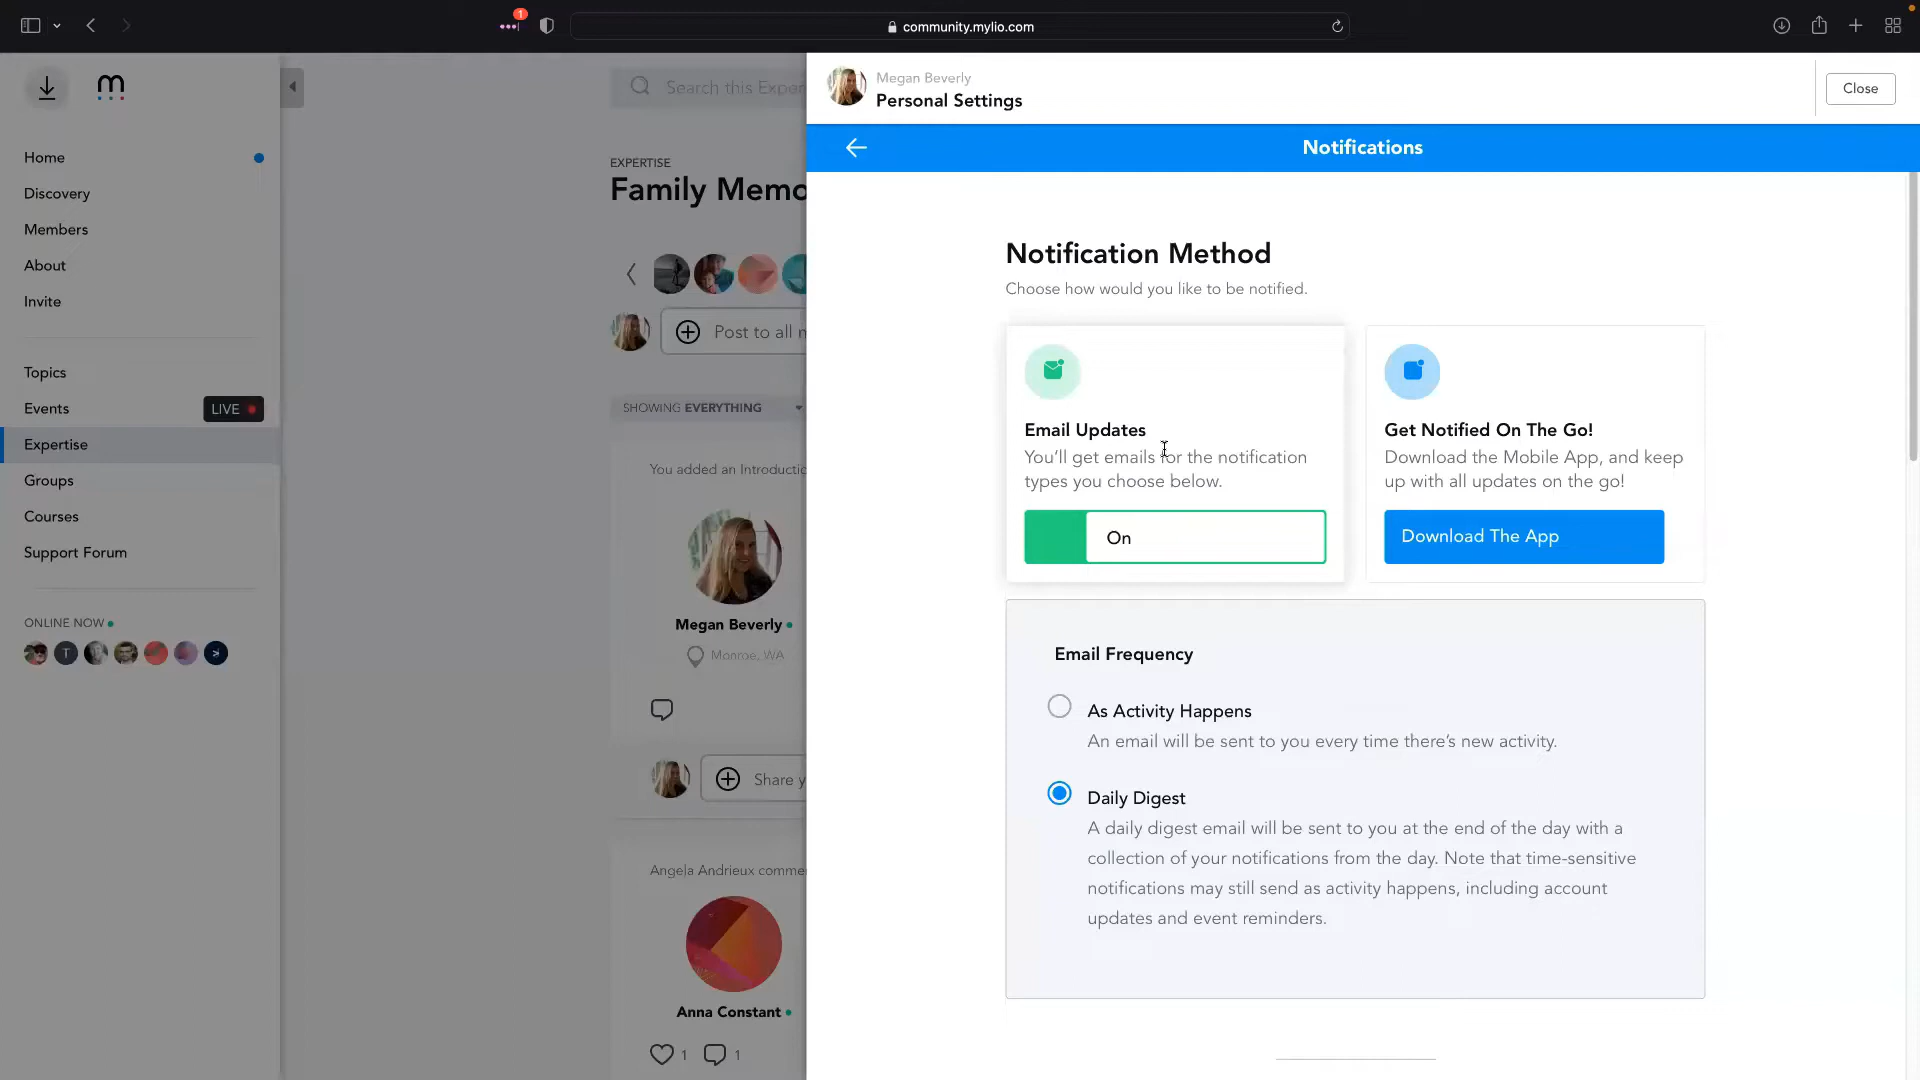 1
community.mylio.com
m
Home
Discovery
Members
About
Invite
Topics
Events
LIVE
Expertise
Groups
Courses
Support Forum
ONLINE NOW
T
Search this Exper
EXPERTISE
Family Memo
Post to all m
SHOWING EVERYTHING
You added an Introductio
Megan Beverly
Monroe, WA
Share y
Angela Andrieux comme
Anna Constant
1 1
Megan Beverly
Personal Settings
Close
Notifications
Notification Method
Choose how would you like to be notified.
Email Updates
You'll get emails for the notification
types you choose below.
On
Get Notified On The Go!
Download the Mobile App, and keep
up with all updates on the go!
Download The App
Email Frequency
As Activity Happens
An email will be sent to you every time there's new activity.
Daily Digest
A daily digest email will be sent to you at the end of the day with a
collection of your notifications from the day. Note that time-sensitive
notifications may still send as activity happens, including account
updates and event reminders.